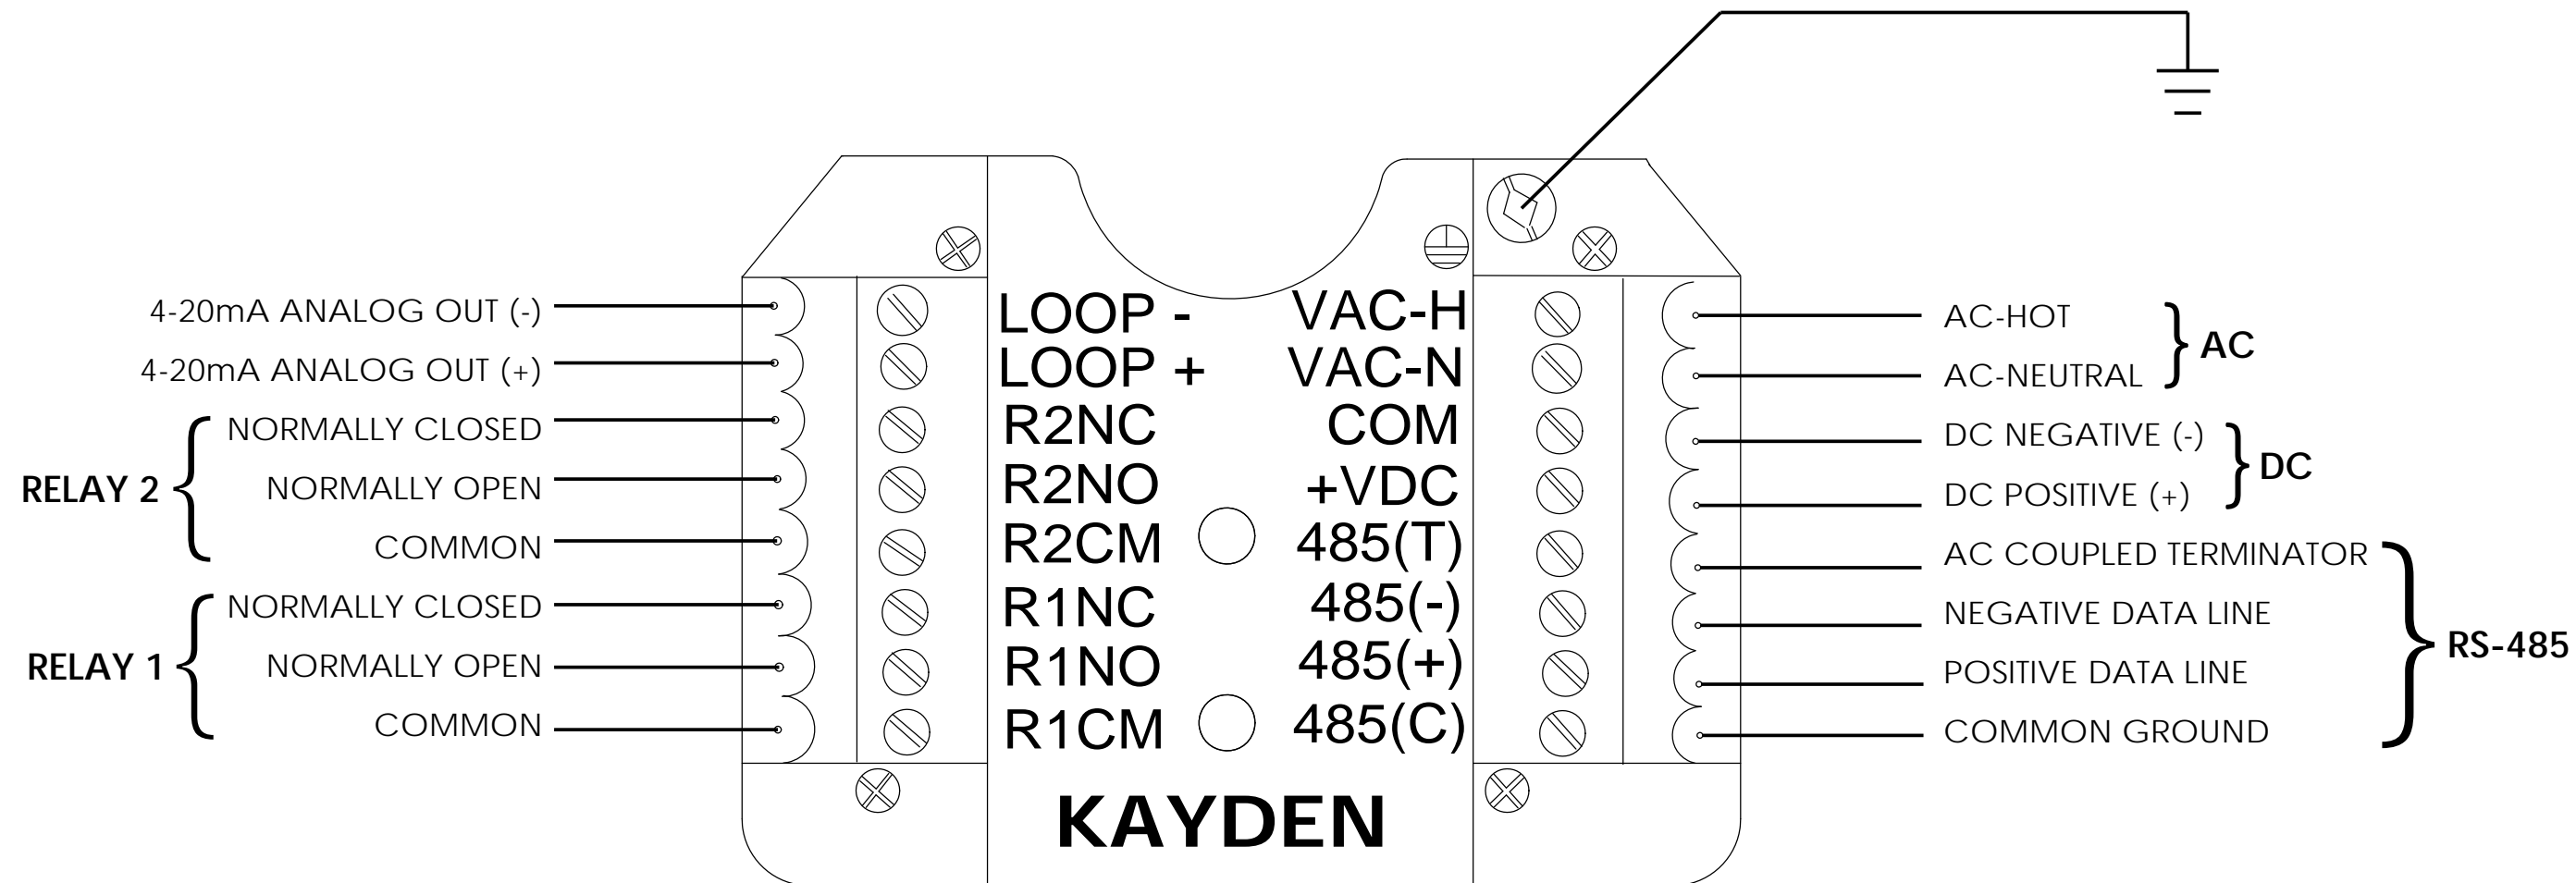 4-20mA ANALOG OUT (-)
4-20mA ANALOG OUT (+)
NORMALLY CLOSED
RELAY 2
NORMALLY OPEN
COMMON
NORMALLY CLOSED
RELAY 1
NORMALLY OPEN
COMMON
LOOP - VAC-H
LOOP + VAC-N
R2NC COM
R2NO +VDC
R2CM 485(T)
R1NC 485(-)
R1NO 485(+)
R1CM 485(C)
KAYDEN
AC-HOT
AC
AC-NEUTRAL
DC NEGATIVE (-)
DC
DC POSITIVE (+)
AC COUPLED TERMINATOR
NEGATIVE DATA LINE
RS-485
POSITIVE DATA LINE
COMMON GROUND